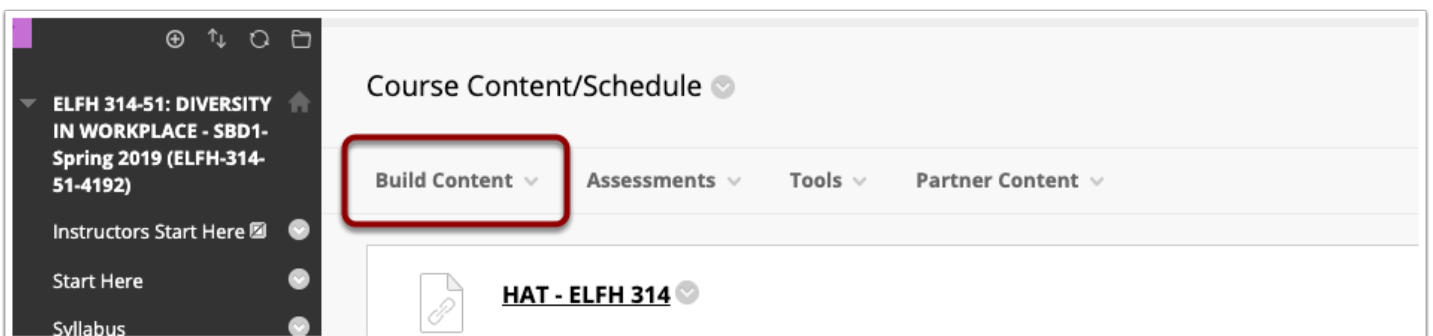 ELFH 314-51: DIVERSITY
IN WORKPLACE - SBD1-
Spring 2019 (ELFH-314-
51-4192)
Instructors Start Here
Start Here
Syllabus
Course Content/Schedule
Build Content Assessments Tools Partner Content
HAT - ELFH 314